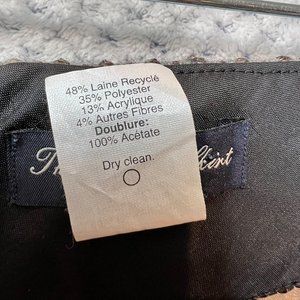 48% Laine Recyclé
35% Polyester
13% Acrylique
4% Autres Fibres
Doublure:
100% Acétate
Dry clean.